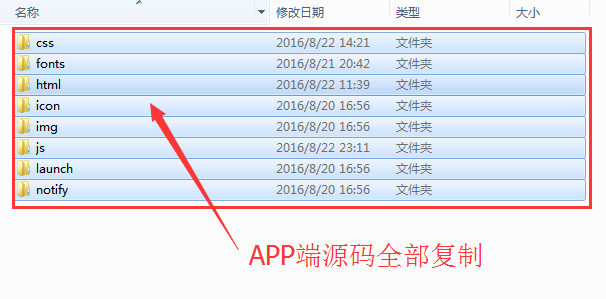 名称 修改日期 类型 大小
css 2016/8/22 14:21 文件夹
fonts 2016/8/21 20:42 文件夹
html 2016/8/22 11:39 文件夹
icon 2016/8/20 16:56 文件夹
img 2016/8/20 16:56 文件夹
js 2016/8/22 23:11 文件夹
launch 2016/8/20 16:56 文件夹
notify 2016/8/20 16:56 文件夹
APP端源码全部复制